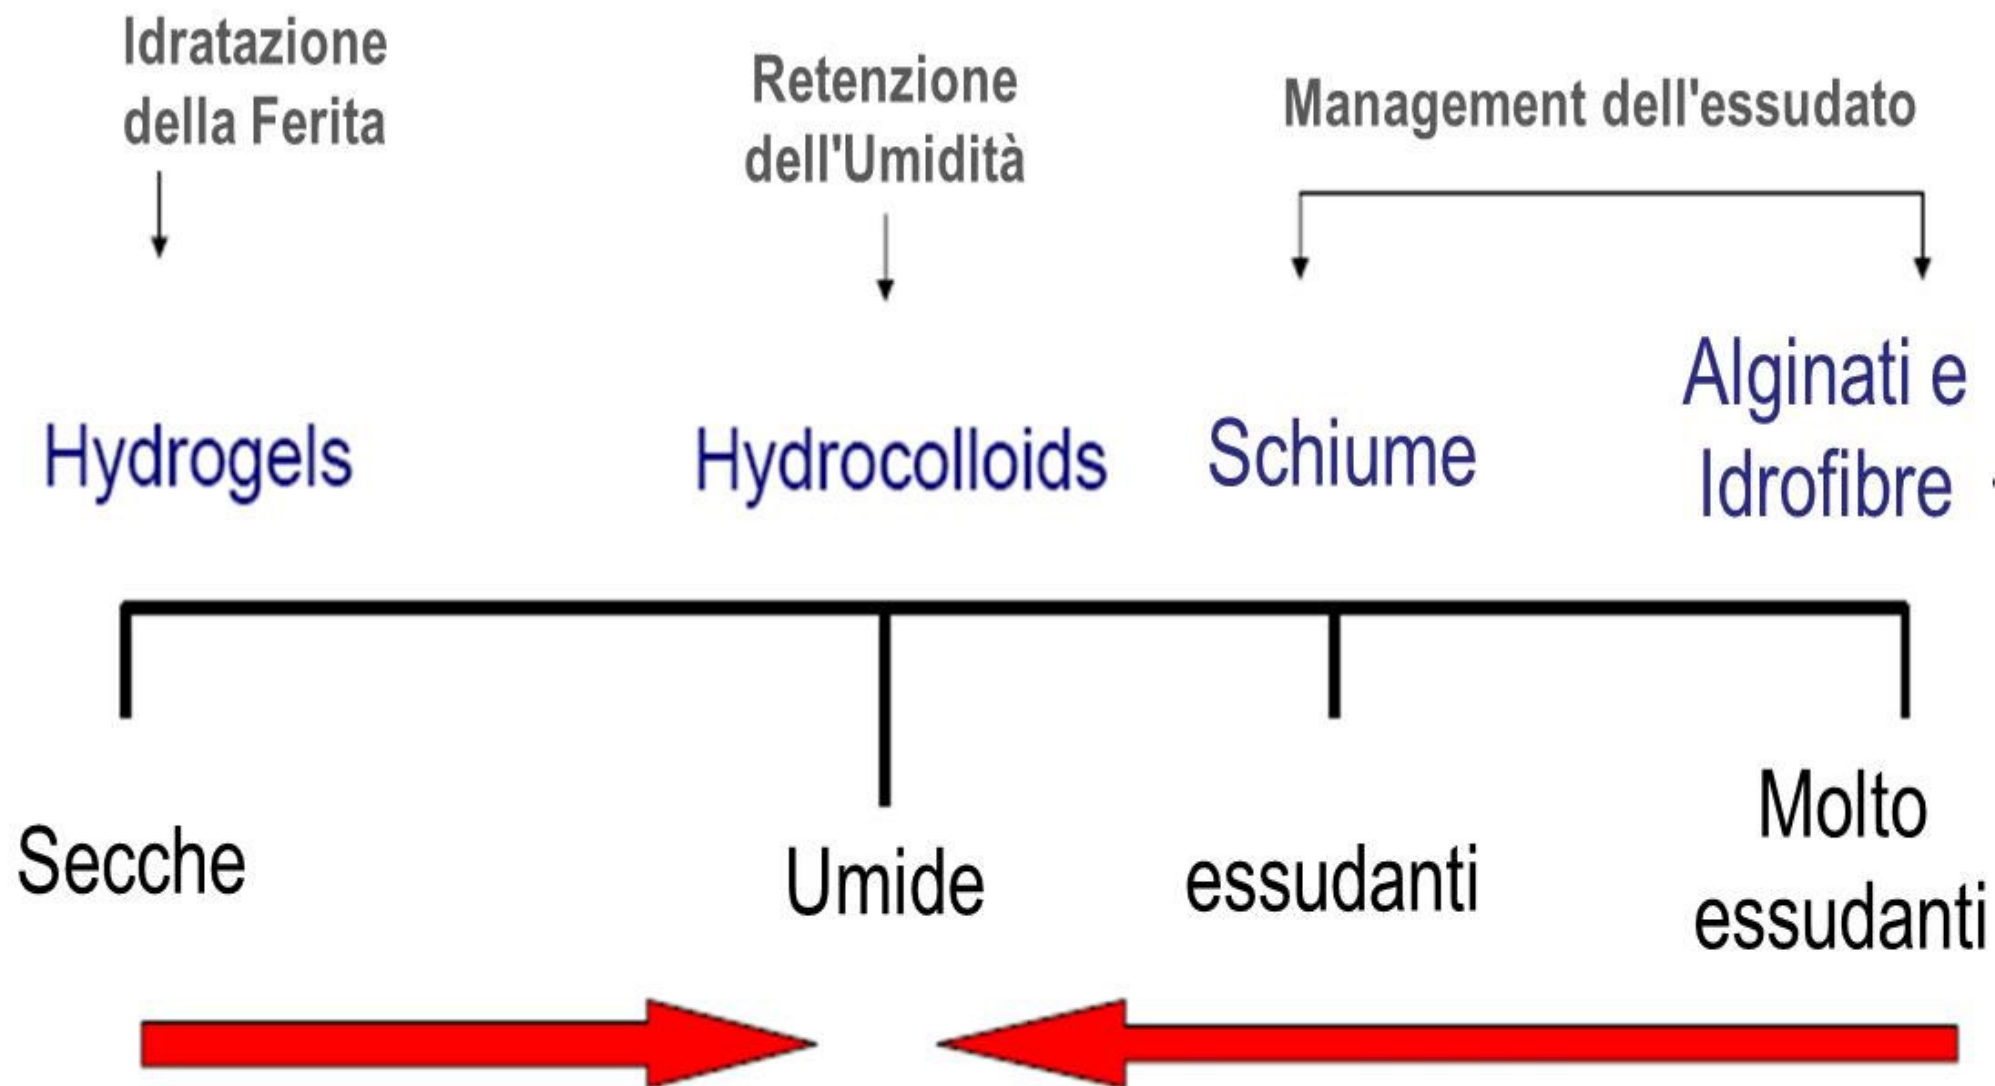 Idratazione
della Ferita
Retenzione
dell'Umidità
Management dell'essudato
Hydrogels
Hydrocolloids
Schiume
Alginati e
Idrofibre
Secche
Umide
essudanti
Molto
essudanti